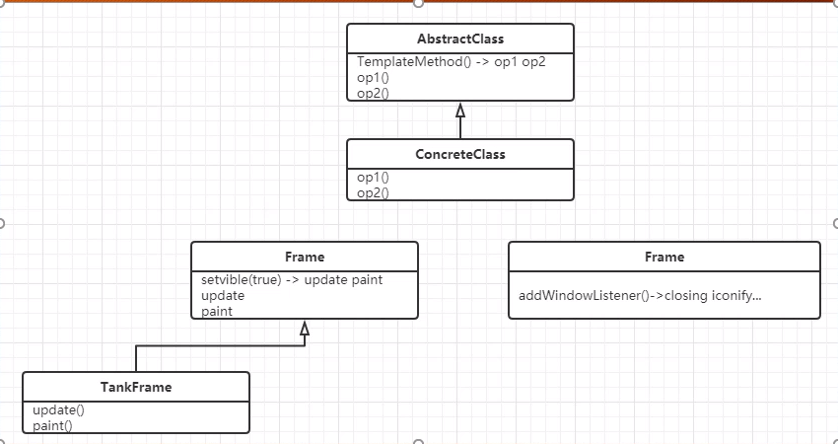 AbstractClass
TemplateMethod() -> op1 op2
op1()
op2()
ConcreteClass
op1()
op2()
Frame
setvible(true) -> update paint
update
paint
Frame
addWindowListener()->closing iconify...
TankFrame
update()
paint()